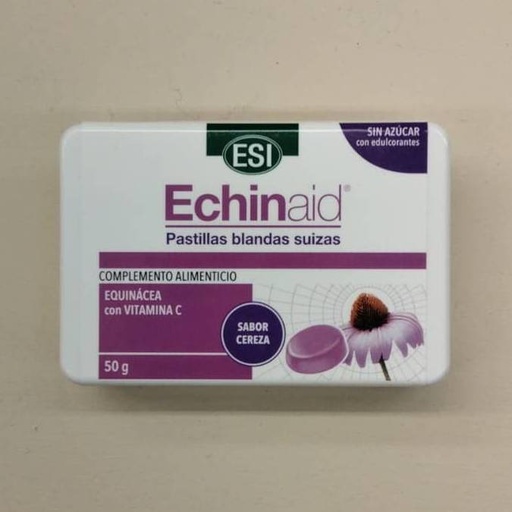 SIN AZÚCAR
con edulcorantes
ESI
Echinaid®
Pastillas blandas suizas
COMPLEMENTO ALIMENTICIO
EQUINÁCEA
con VITAMINA C
SABOR
CEREZA
50 g